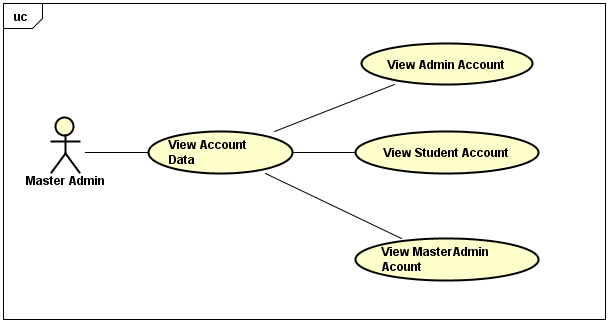 uc
View Admin Account
View Account
Data
View Student Account
Master Admin
View MasterAdmin
Acount